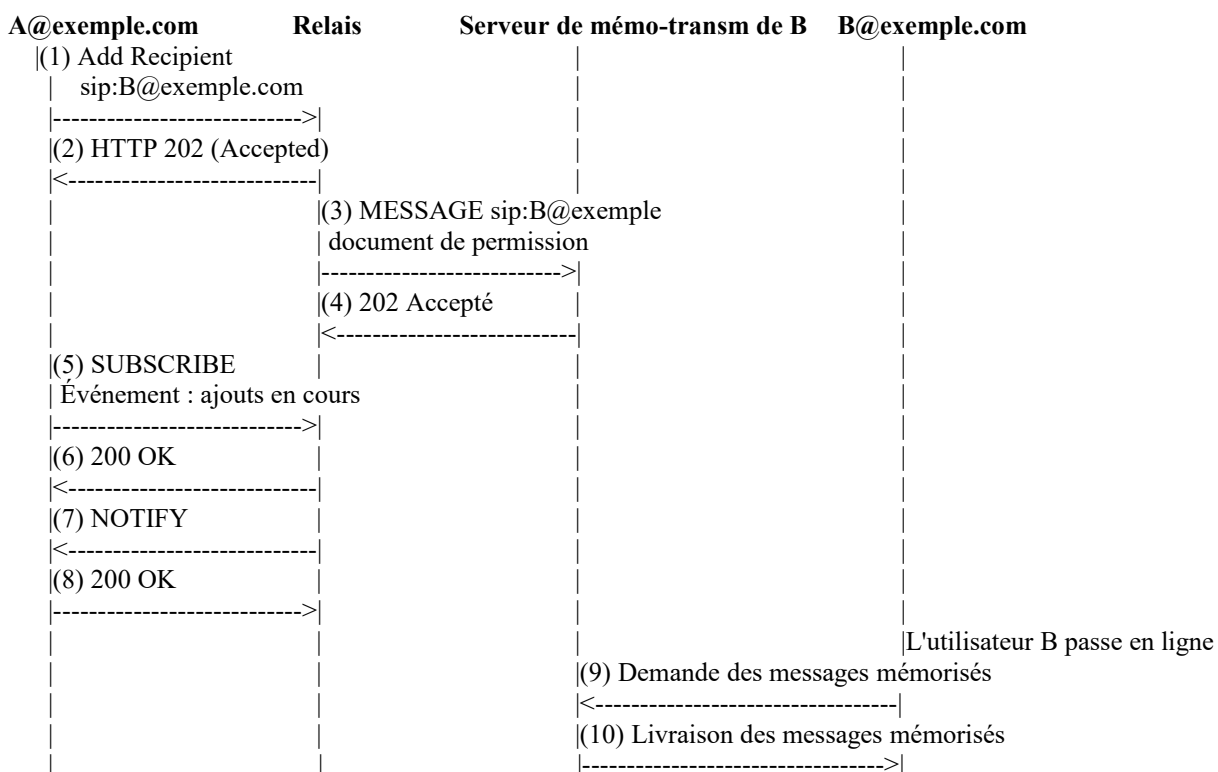 A@exemple.com Relais Serveur de mémo-transm de B B@exemple.com
|(1) Add Recipient | |
| sip:B@exemple.com | |
|---------------------------->| | |
|(2) HTTP 202 (Accepted) | |
|<----------------------------| | |
| |(3) MESSAGE sip:B@exemple |
| | document de permission |
| |--------------------------->| |
| |(4) 202 Accepté | |
| |<---------------------------| |
|(5) SUBSCRIBE | | |
| Événement : ajouts en cours | |
|---------------------------->| | |
|(6) 200 OK | | |
|<----------------------------| | |
|(7) NOTIFY | | |
|<----------------------------| | |
|(8) 200 OK | | |
|---------------------------->| | |
| | | |L'utilisateur B passe en ligne
| | |(9) Demande des messages mémorisés
| | |<----------------------------------|
| | |(10) Livraison des messages mémorisés
| | |---------------------------------->|